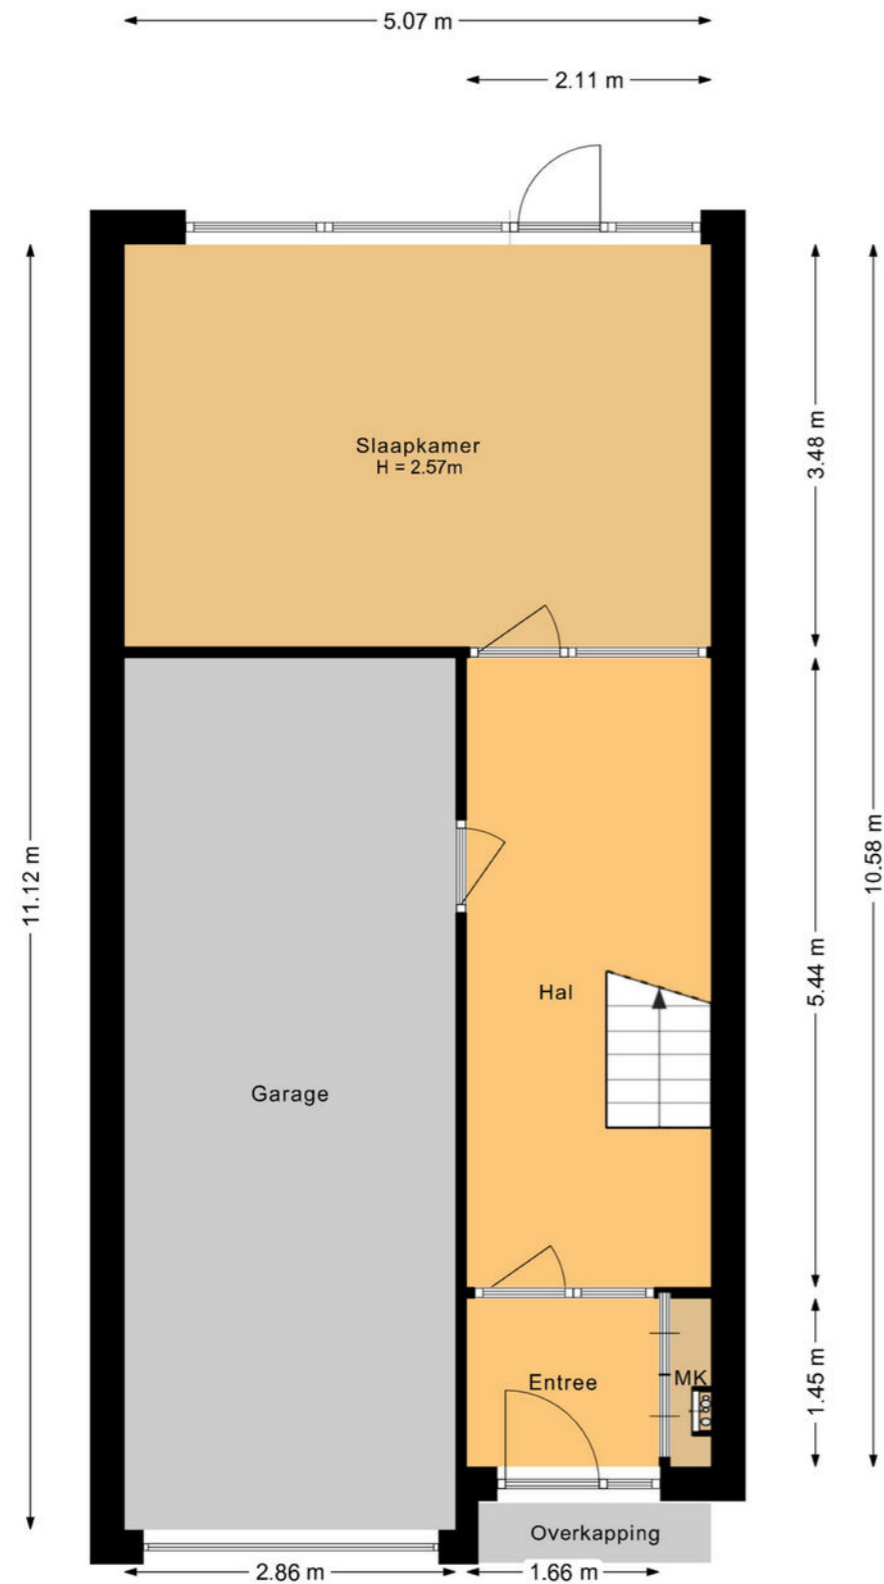 5.07 m
2.11 m
Slaapkamer
H = 2.57m
3.48 m
11.12 m
10.58 m
5.44 m
Hal
Garage
Entree
MK
1.45 m
Overkapping
2.86 m
1.66 m